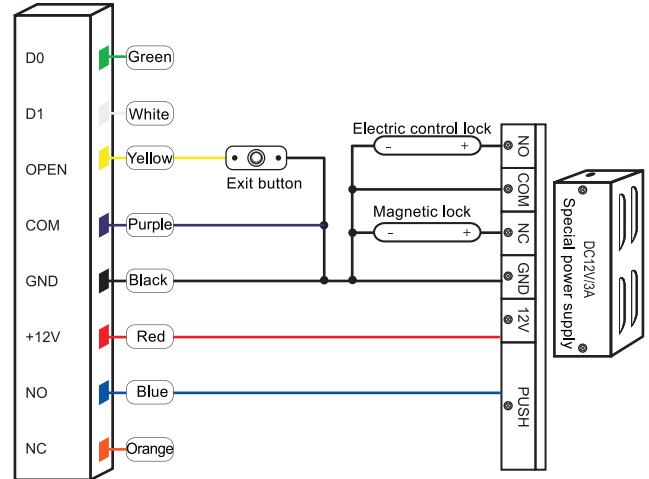 D0
Green
D1
White
OPEN
Yellow
Exit button
COM
Purple
GND
Black
+12V
Red
NO
Blue
NC
Orange
Electric control lock
- +
Magnetic lock
- +
NO
COM
NC
GND
12V
PUSH
DC12V/3A
Special power supply